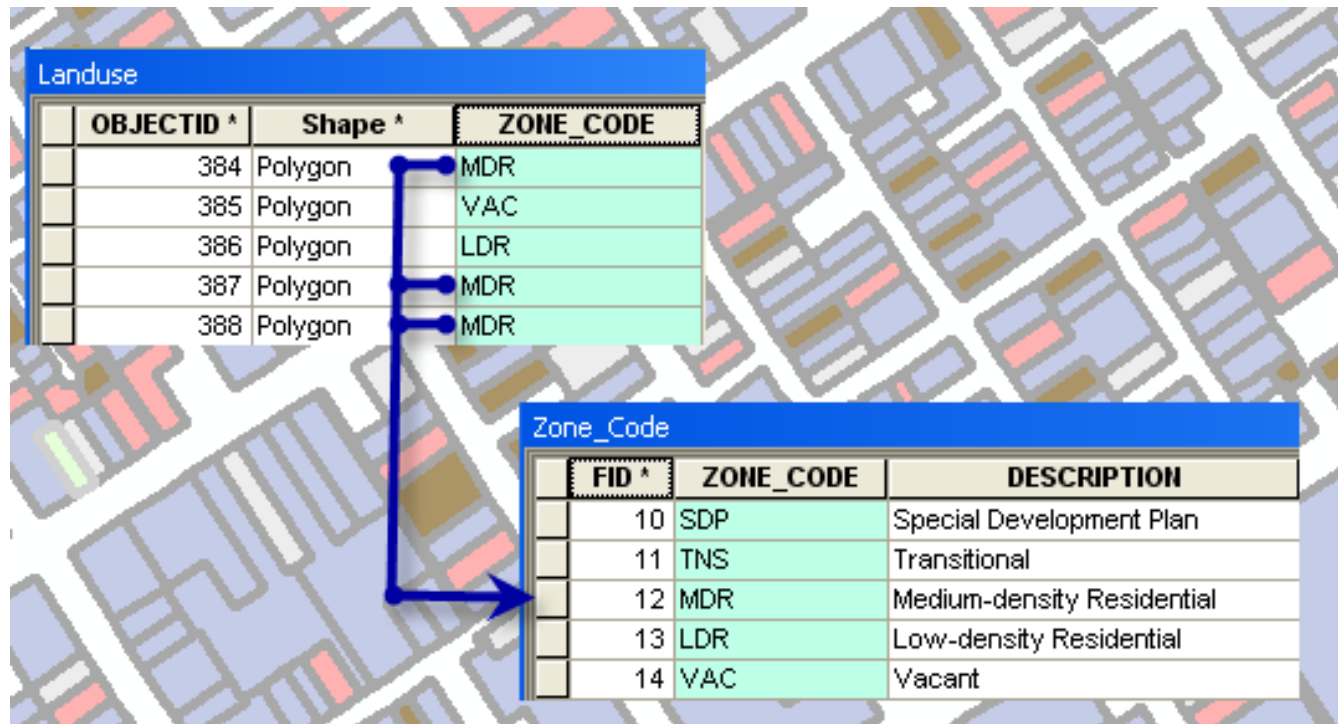 Landuse
OBJECTID * Shape * ZONE_CODE
384 Polygon MDR
385 Polygon VAC
386 Polygon LDR
387 Polygon MDR
388 Polygon MDR
Zone_Code
FID * ZONE_CODE DESCRIPTION
10 SDP Special Development Plan
11 TNS Transitional
12 MDR Medium-density Residential
13 LDR Low-density Residential
14 VAC Vacant